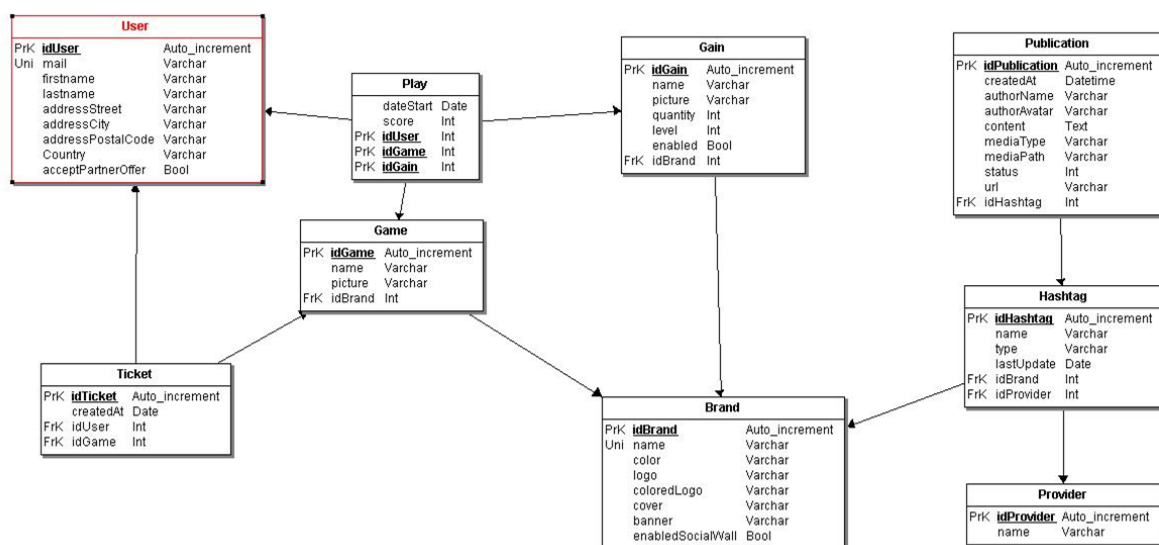 User
PrK idUser Auto_increment
Uni mail Varchar
firstname Varchar
lastname Varchar
addressStreet Varchar
addressCity Varchar
addressPostalCode Varchar
Country Varchar
acceptPartnerOffer Bool
Play
dateStart Date
score Int
PrK idUser Int
PrK idGame Int
PrK idGain Int
Gain
PrK idGain Auto_increment
name Varchar
picture Varchar
quantity Int
level Int
enabled Bool
FrK idBrand Int
Publication
PrK idPublication Auto_increment
createdAt Datetime
authorName Varchar
authorAvatar Varchar
content Text
mediaType Varchar
mediaPath Varchar
status Int
url Varchar
FrK idHashtag Int
Game
PrK idGame Auto_increment
name Varchar
picture Varchar
FrK idBrand Int
Hashtag
PrK idHashtag Auto_increment
name Varchar
type Varchar
lastUpdate Date
FrK idBrand Int
FrK idProvider Int
Ticket
PrK idTicket Auto_increment
createdAt Date
FrK idUser Int
FrK idGame Int
Brand
PrK idBrand Auto_increment
Uni name Varchar
color Varchar
logo Varchar
coloredLogo Varchar
cover Varchar
banner Varchar
enabledSocialWall Bool
Provider
PrK idProvider Auto_increment
name Varchar